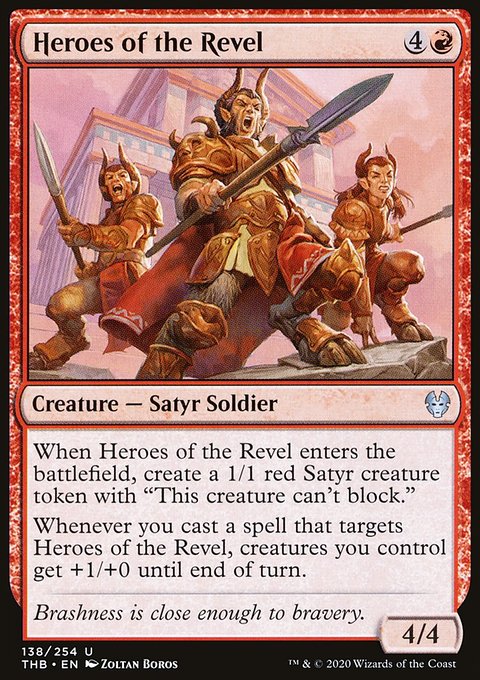 Heroes of the Revel 4
Creature — Satyr Soldier
When Heroes of the Revel enters the
battlefield, create a 1/1 red Satyr creature
token with “This creature can't block.”
Whenever you cast a spell that targets
Heroes of the Revel, creatures you control
get +1/+0 until end of turn.
Brashness is close enough to bravery.
4/4
138/254 U
THB • EN Zoltan Boros
™ & © 2020 Wizards of the Coast